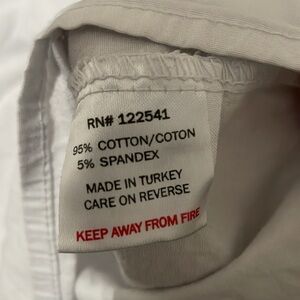 RN# 122541
95% COTTON/COTON
5% SPANDEX
MADE IN TURKEY
CARE ON REVERSE
KEEP AWAY FROM FIRE